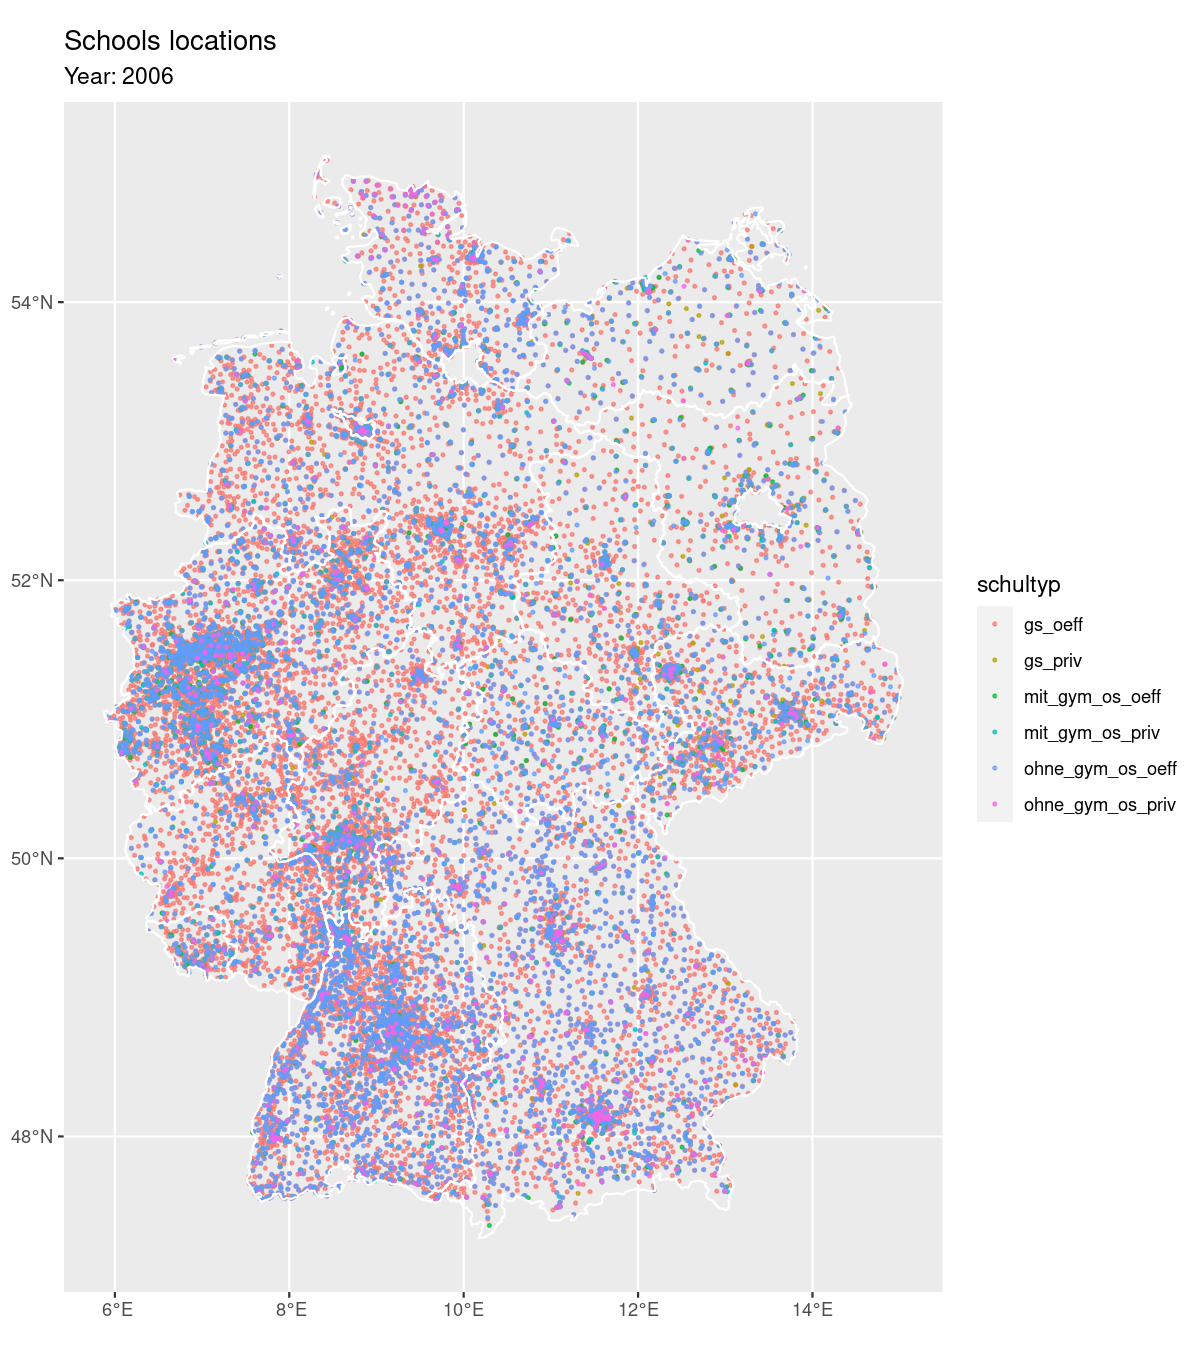 Schools locations
Year: 2006
54°N
52°N
50°N
48°N
6°E
8°E
10°E
12°E
14°E
schultyp
gs_oeff
gs_priv
mit_gym_os_oeff
mit_gym_os_priv
ohne_gym_os_oeff
ohne_gym_os_priv